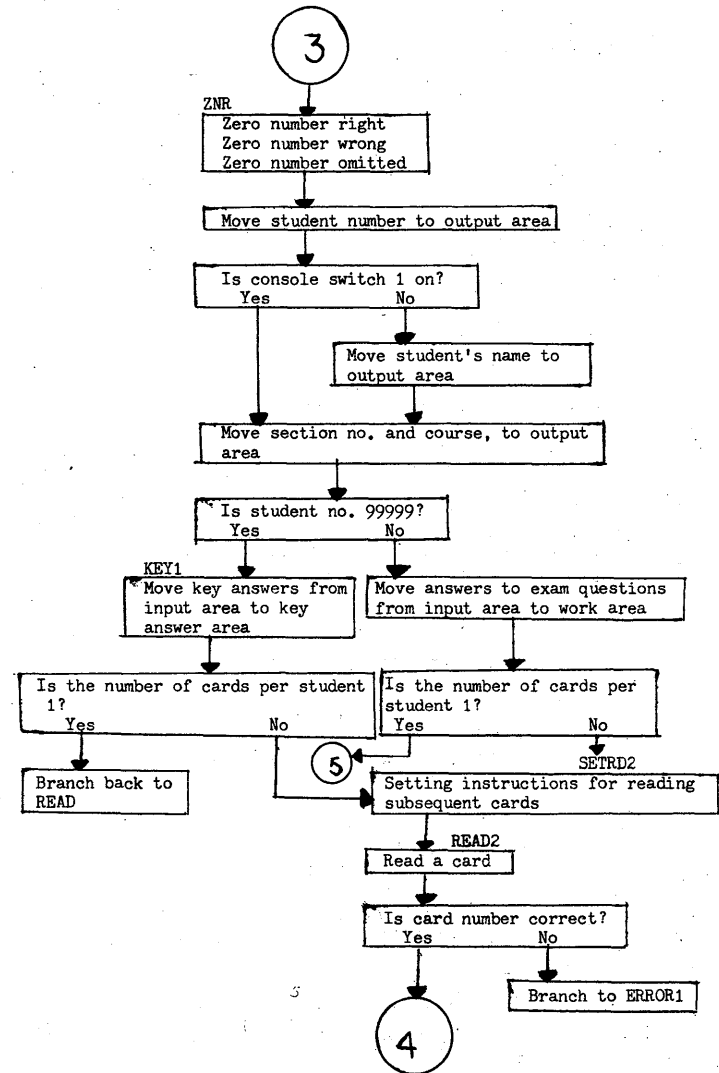 3
ZNR
Zero number right
Zero number wrong
Zero number omitted
Move student number to output area
Is console switch 1 on?
Yes No
Move student's name to
output area
Move section no. and course, to output
area
Is student no. 99999?
Yes No
KEY1
Move key answers from
input area to key
answer area
Move answers to exam questions
from input area to work area
Is the number of cards per student
1?
Yes No
Is the number of cards per
student 1?
Yes No
5
SETRD2
Branch back to
READ
Setting instructions for reading
subsequent cards
READ2
Read a card
Is card number correct?
Yes No
Branch to ERROR1
4